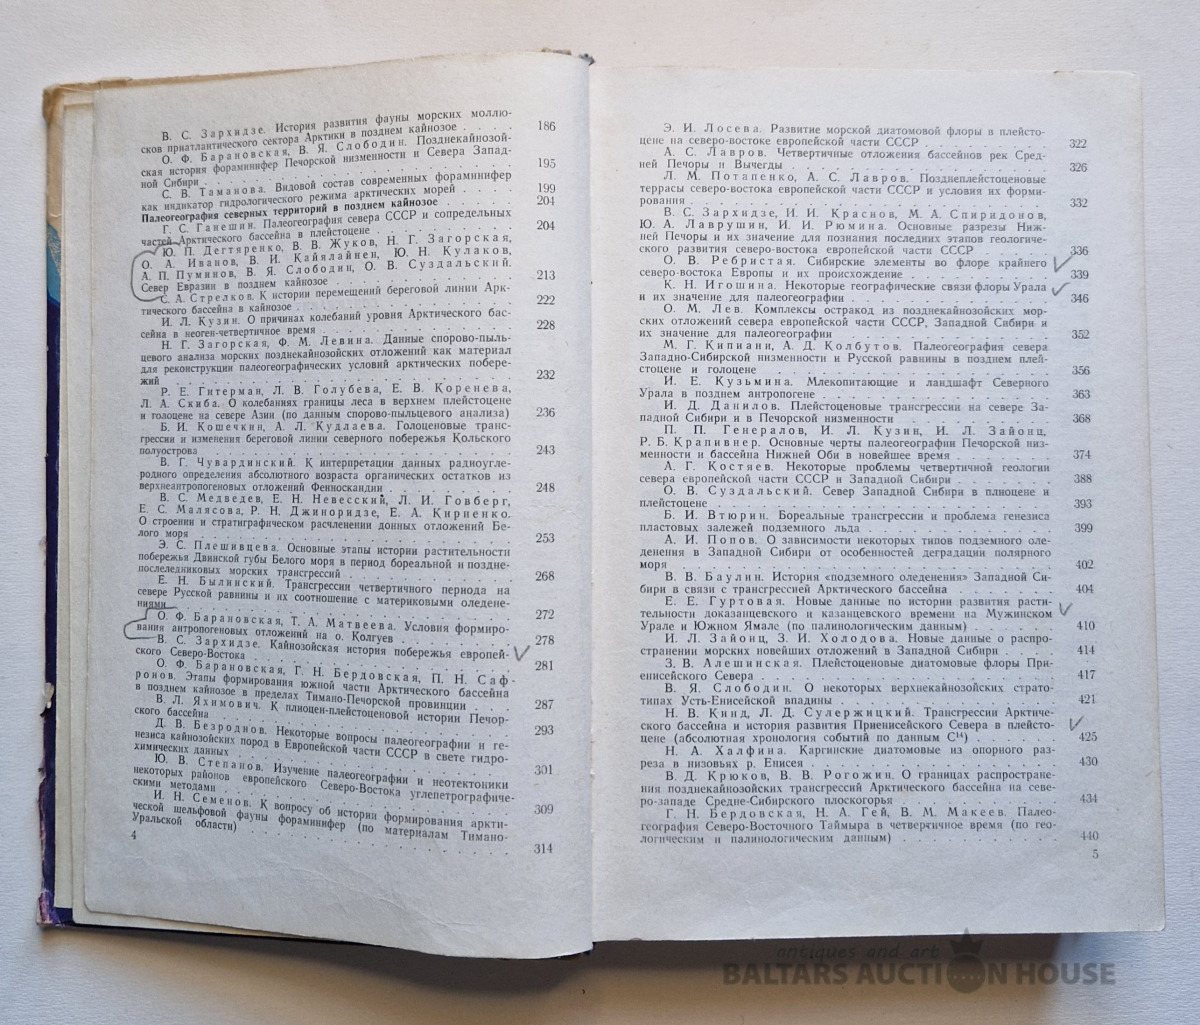 В. С. Зархидзе. История развития фауны морских моллю-
сков приатлантического сектора Арктики в позднем кайнозое . . . . 186
О. Ф. Барановская, В. Я. Слободин. Позднекайнозой-
ская история фораминифер Печорской низменности и Севера Запад-
ной Сибири . . . . . . . . . . . . . . . . 195
С. В. Таманова. Видовой состав современных фораминифер
как индикатор гидрологического режима арктических морей . . . . 199
Палеогеография северных территорий в позднем кайнозое . . . . . 204
Г. С. Ганешин. Палеогеография севера СССР и сопредельных
частей Арктического бассейна в плейстоцене . . . . . . . . 204
Ю. П. Дегтяренко, В. В. Жуков, Н. Г. Загорская,
О. А. Иванов, В. И. Кайялайнен, Ю. Н. Кулаков,
А. П. Пуминов, В. Я. Слободин, О. В. Суздальский.
Север Евразии в позднем кайнозое . . . . . . . . . . 213
С. А. Стрелков. К истории перемещений береговой линии Арк-
тического бассейна в кайнозое . . . . . . . . . . . 222
И. Л. Кузин. О причинах колебаний уровня Арктического бас-
сейна в неоген-четвертичное время . . . . . . . . . . 228
Н. Г. Загорская, Ф. М. Левина. Данные спорово-пыль-
цевого анализа морских позднекайнозойских отложений как материал
для реконструкции палеогеографических условий арктических побере-
жий . . . . . . . . . . . . . . . . . . 232
Р. Е. Гитерман, Л. В. Голубева, Е. В. Коренева,
Л. А. Скиба. О колебаниях границы леса в верхнем плейстоцене
и голоцене на севере Азии (по данным спорово-пыльцевого анализа) 236
Б. И. Кошечкин, А. Л. Кудлаева. Голоценовые транс-
грессии и изменения береговой линии северного побережья Кольского
полуострова . . . . . . . . . . . . . . . . 243
В. Г. Чувардинский. К интерпретации данных радиоугле-
родного определения абсолютного возраста органических остатков из
верхнеантропогеновых отложений Фенноскандии . . . . . . . 248
В. С. Медведев, Е. Н. Невесский, Л. И. Говберг,
Е. С. Малясова, Р. Н. Джиноридзе, Е. А. Кириенко.
О строении и стратиграфическом расчленении донных отложений Бе-
лого моря . . . . . . . . . . . . . . . . 253
Э. С. Плешивцева. Основные этапы истории растительности
побережья Двинской губы Белого моря в период бореальной и поздне-
послеледниковых морских трансгрессий . . . . . . . . . 268
Е. Н. Былинский. Трансгрессии четвертичного периода на
севере Русской равнины и их соотношение с материковыми оледене-
ниями . . . . . . . . . . . . . . . . . 272
О. Ф. Барановская, Т. А. Матвеева. Условия формиро-
вания антропогеновых отложений на о. Колгуев . . . . . . . 278
В. С. Зархидзе. Кайнозойская история побережья европей-
ского Северо-Востока . . . . . . . . . . . . . 281
О. Ф. Барановская, Г. Н. Бердовская, П. Н. Саф-
ронов. Этапы формирования южной части Арктического бассейна
в позднем кайнозое в пределах Тимано-Печорской провинции . . . . 287
В. Л. Яхимович. К плиоцен-плейстоценовой истории Печор-
ского бассейна . . . . . . . . . . . . . . . 293
Д. В. Безроднов. Некоторые вопросы палеогеографии и ге-
незиса кайнозойских пород в Европейской части СССР в свете гидро-
химических данных . . . . . . . . . . . . . . 301
Ю. В. Степанов. Изучение палеогеографии и неотектоники
некоторых районов европейского Северо-Востока углепетрографиче-
скими методами . . . . . . . . . . . . . . . 309
И. Н. Семенов. К вопросу об истории формирования аркти-
ческой шельфовой фауны фораминифер (по материалам Тимано-
Уральской области) . . . . . . . . . . . . . . 314
4
Э. И. Лосева. Развитие морской диатомовой флоры в плейсто-
цене на северо-востоке европейской части СССР . . . . . . . 322
А. С. Лавров. Четвертичные отложения бассейнов рек Сред-
ней Печоры и Вычегды . . . . . . . . . . . . . 326
Л. М. Потапенко, А. С. Лавров. Позднеплейстоценовые
террасы северо-востока европейской части СССР и условия их форми-
рования . . . . . . . . . . . . . . . . . 332
В. С. Зархидзе, И. И. Краснов, М. А. Спиридонов,
Ю. А. Лаврушин, И. И. Рюмина. Основные разрезы Ниж-
ней Печоры и их значение для познания последних этапов геологиче-
ского развития северо-востока европейской части СССР . . . . . 336
О. В. Ребристая. Сибирские элементы во флоре крайнего
северо-востока Европы и их происхождение . . . . . . . . 339
К. Н. Игошина. Некоторые географические связи флоры Урала
и их значение для палеогеографии . . . . . . . . . . 346
О. М. Лев. Комплексы остракод из позднекайнозойских мор-
ских отложений севера европейской части СССР, Западной Сибири и
их значение для палеогеографии . . . . . . . . . . . 352
М. Г. Кипиани, А. Д. Колбутов. Палеогеография севера
Западно-Сибирской низменности и Русской равнины в позднем плей-
стоцене и голоцене . . . . . . . . . . . . . . 356
И. Е. Кузьмина. Млекопитающие и ландшафт Северного
Урала в позднем антропогене . . . . . . . . . . . . 363
И. Д. Данилов. Плейстоценовые трансгрессии на севере За-
падной Сибири и в Печорской низменности . . . . . . . . 368
П. П. Генералов, И. Л. Кузин, И. Л. Зайонц,
Р. Б. Крапивнер. Основные черты палеогеографии Печорской низ-
менности и бассейна Нижней Оби в новейшее время . . . . . . 374
А. Г. Костяев. Некоторые проблемы четвертичной геологии
севера европейской части СССР и Западной Сибири . . . . . . 388
О. В. Суздальский. Север Западной Сибири в плиоцене и
плейстоцене . . . . . . . . . . . . . . . . 393
Б. И. Втюрин. Бореальные трансгрессии и проблема генезиса
пластовых залежей подземного льда . . . . . . . . . . 399
А. И. Попов. О зависимости некоторых типов подземного оле-
денения в Западной Сибири от особенностей деградации полярного
моря . . . . . . . . . . . . . . . . . . 402
В. В. Баулин. История «подземного оледенения» Западной Си-
бири в связи с трансгрессией Арктического бассейна . . . . . . 404
Е. Е. Гуртовая. Новые данные по истории развития расти-
тельности доказанцевского и казанцевского времени на Мужинском
Урале и Южном Ямале (по палинологическим данным) . . . . . 410
И. Л. Зайонц, З. И. Холодова. Новые данные о распро-
странении морских новейших отложений в Западной Сибири . . . . 414
З. В. Алешинская. Плейстоценовые диатомовые флоры При-
енисейского Севера . . . . . . . . . . . . . . 417
В. Я. Слободин. О некоторых верхнекайнозойских страто-
типах Усть-Енисейской впадины . . . . . . . . . . . 421
Н. В. Кинд, Л. Д. Сулержицкий. Трансгрессии Арктиче-
ского бассейна и история развития Приенисейского Севера в плейсто-
цене (абсолютная хронология событий по данным С¹⁴) . . . . . 425
Н. А. Халфина. Каргинские диатомовые из опорного раз-
реза в низовьях р. Енисея . . . . . . . . . . . . 430
В. Д. Крюков, В. В. Рогожин. О границах распростране-
ния позднекайнозойских трансгрессий Арктического бассейна на севе-
ро-западе Средне-Сибирского плоскогорья . . . . . . . . 434
Г. Н. Бердовская, Н. А. Гей, В. М. Макеев. Палео-
география Северо-Восточного Таймыра в четвертичное время (по гео-
логическим и палинологическим данным) . . . . . . . . . 440
5
antiques and art
BALTARS AUCTION HOUSE